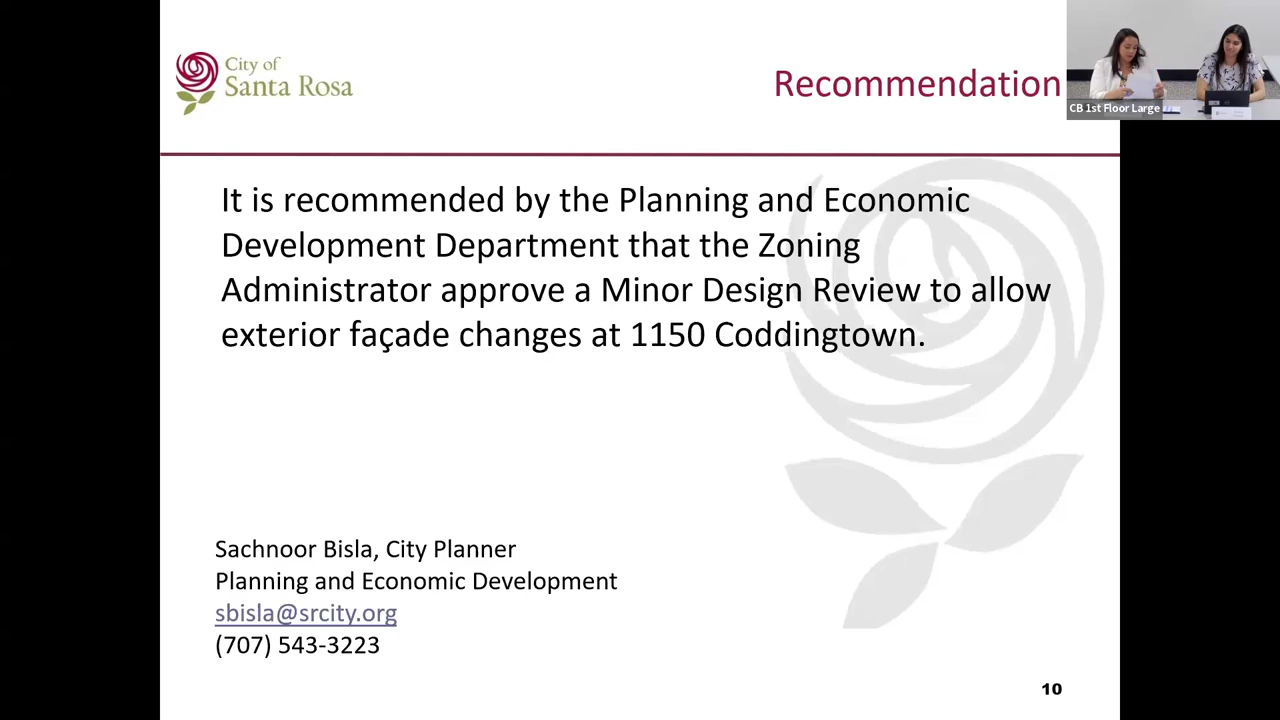 City of
Santa Rosa
Recommendation
CB 1st Floor Large
It is recommended by the Planning and Economic
Development Department that the Zoning
Administrator approve a Minor Design Review to allow
exterior façade changes at 1150 Coddingtown.
Sachnoor Bisla, City Planner
Planning and Economic Development
sbisla@srcity.org
(707) 543-3223
10